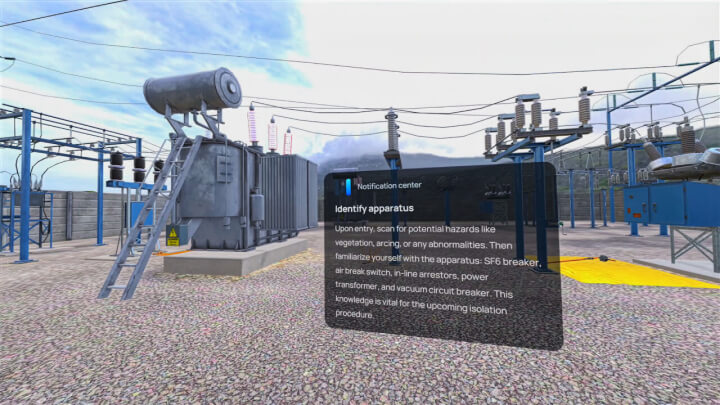 Notification center
Identify apparatus
Upon entry, scan for potential hazards like
vegetation, arcing, or any abnormalities. Then
familiarize yourself with the apparatus: SF6 breaker,
air break switch, in-line arrestors, power
transformer, and vacuum circuit breaker. This
knowledge is vital for the upcoming isolation
procedure.